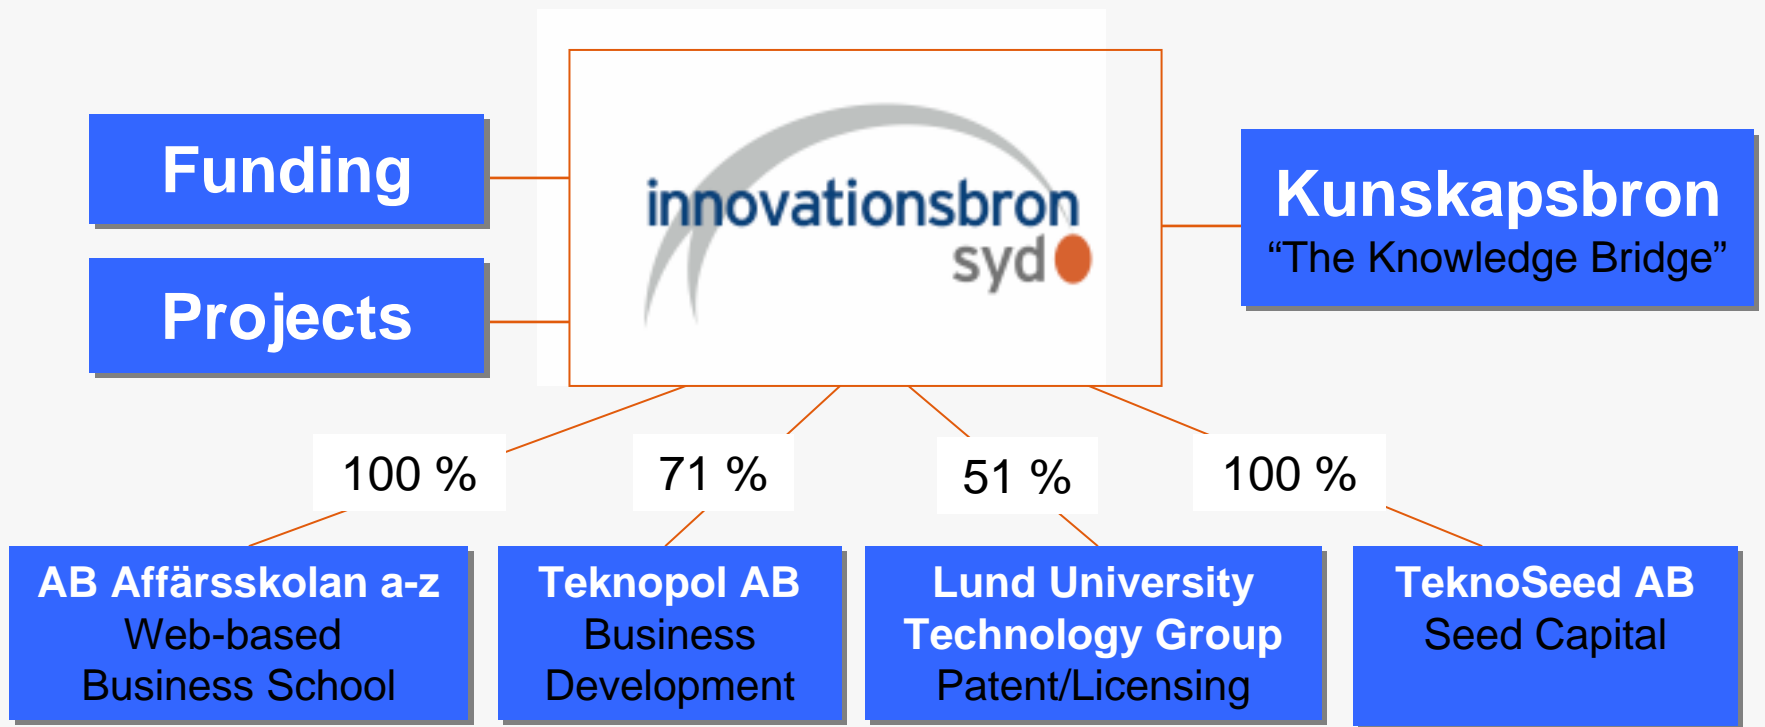 Funding
Projects
innovationsbron
syd
Kunskapsbron
“The Knowledge Bridge”
100 %
71 %
51 %
100 %
AB Affärsskolan a-z
Web-based
Business School
Teknopol AB
Business
Development
Lund University
Technology Group
Patent/Licensing
TeknoSeed AB
Seed Capital